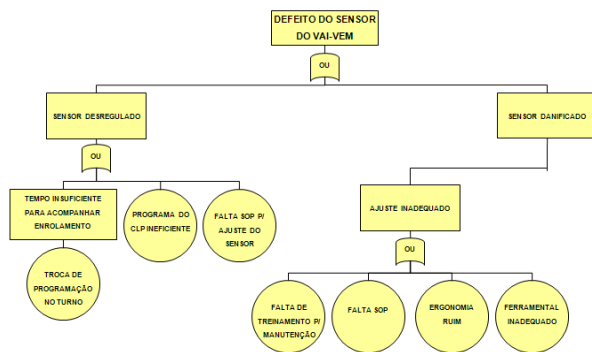 DEFEITO DO SENSOR
DO VAI-VEM
OU
SENSOR DESREGULADO
SENSOR DANIFICADO
OU
TEMPO INSUFICIENTE
PARA ACOMPANHAR
ENROLAMENTO
PROGRAMA DO
CLP INEFICIENTE
FALTA SOP P/
AJUSTE DO
SENSOR
AJUSTE INADEQUADO
OU
TROCA DE
PROGRAMAÇÃO
NO TURNO
FALTA DE
TREINAMENTO P/
MANUTENÇÃO
FALTA SOP
ERGONOMIA
RUIM
FERRAMENTAL
INADEQUADO